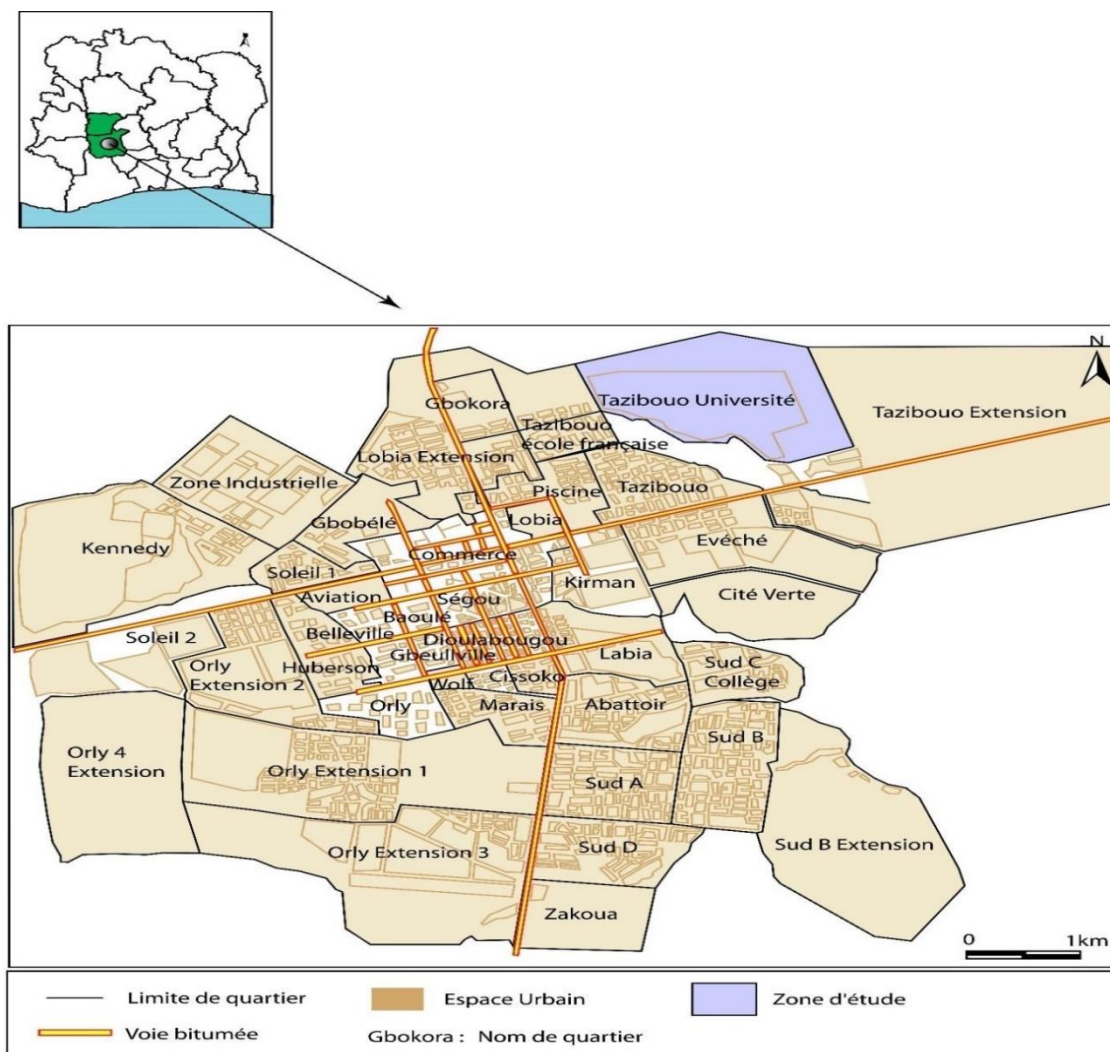 N
Gbokora
Tazibouo Université
Tazibouo Extension
Tazibouo
école française
Lobia Extension
Zone Industrielle
Piscine
Tazibouo
Gbobélé
Lobia
Kennedy
Commerce
Evéché
Soleil 1
Kirman
Aviation
Ségou
Cité Verte
Baoulé
Soleil 2
Belleville
Dioulabougou
Gbeullville
Labia
Huberson
Orly
Extension 2
Sud C
Collège
Wolf
Cissoko
Orly
Marais
Abattoir
Sud B
Orly 4
Extension
Orly Extension 1
Sud A
Orly Extension 3
Sud D
Sud B Extension
Zakoua
0 1km
Limite de quartier
Espace Urbain
Zone d'étude
Voie bitumée
Gbokora : Nom de quartier